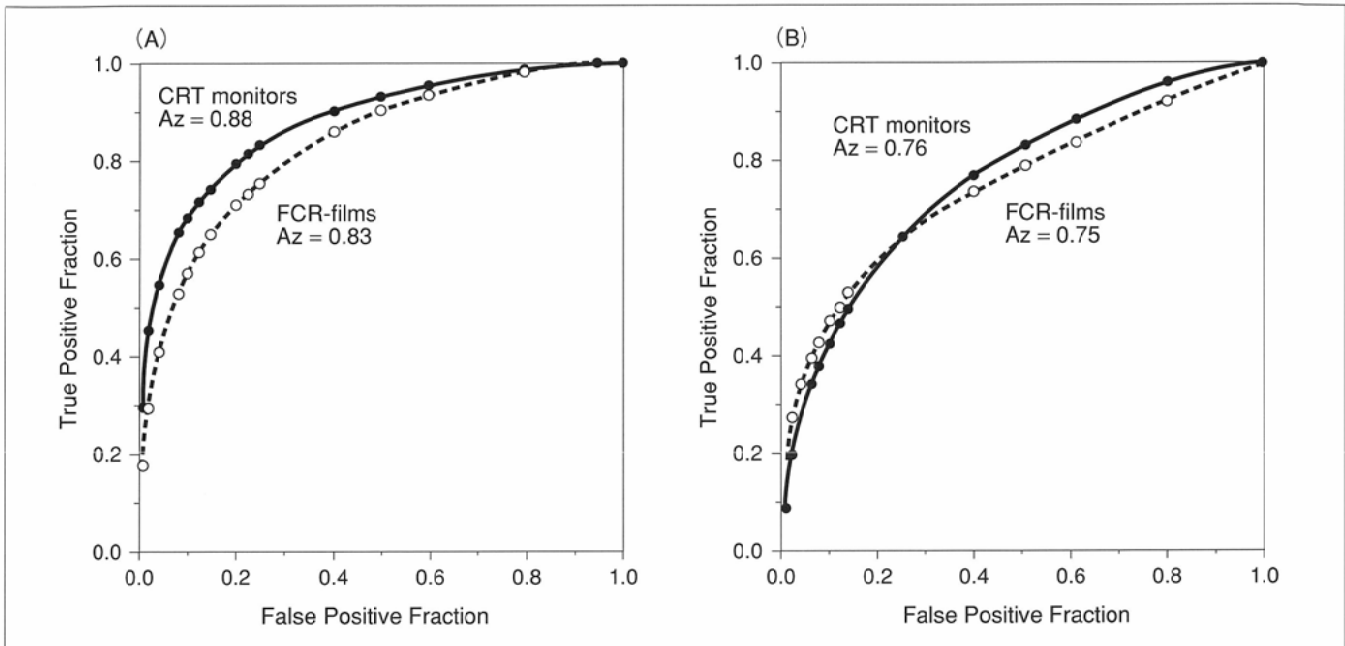 (A)
1.0
0.8
0.6
0.4
0.2
0.0
True Positive Fraction
CRT monitors
Az = 0.88
FCR-films
Az = 0.83
0.0 0.2 0.4 0.6 0.8 1.0
False Positive Fraction
(B)
1.0
0.8
0.6
0.4
0.2
0.0
True Positive Fraction
CRT monitors
Az = 0.76
FCR-films
Az = 0.75
0.0 0.2 0.4 0.6 0.8 1.0
False Positive Fraction